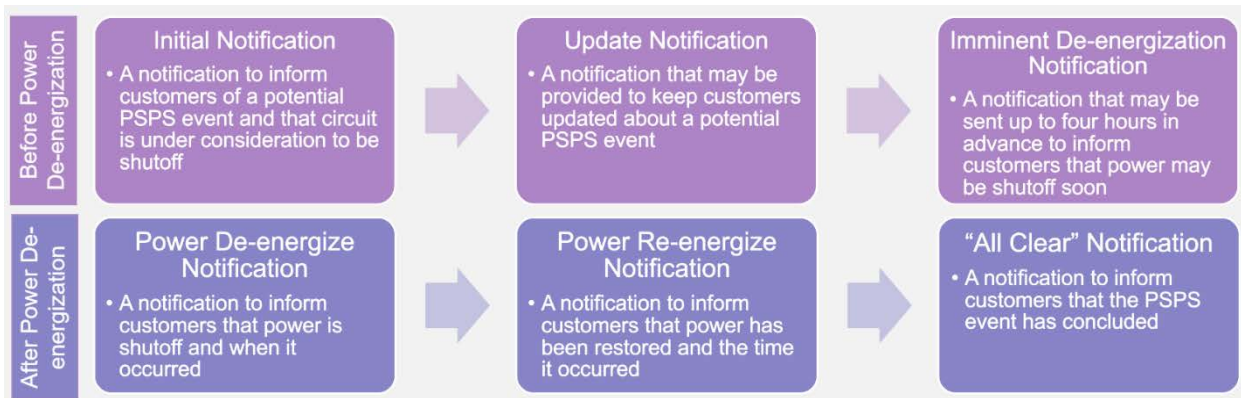 Before Power
De-energization
Initial Notification
• A notification to inform
customers of a potential
PSPS event and that circuit
is under consideration to be
shutoff
Update Notification
• A notification that may be
provided to keep customers
updated about a potential
PSPS event
Imminent De-energization
Notification
• A notification that may be
sent up to four hours in
advance to inform
customers that power may
be shutoff soon
After Power De-
energization
Power De-energize
Notification
• A notification to inform
customers that power is
shutoff and when it
occurred
Power Re-energize
Notification
• A notification to inform
customers that power has
been restored and the time
it occurred
“All Clear” Notification
• A notification to inform
customers that the PSPS
event has concluded